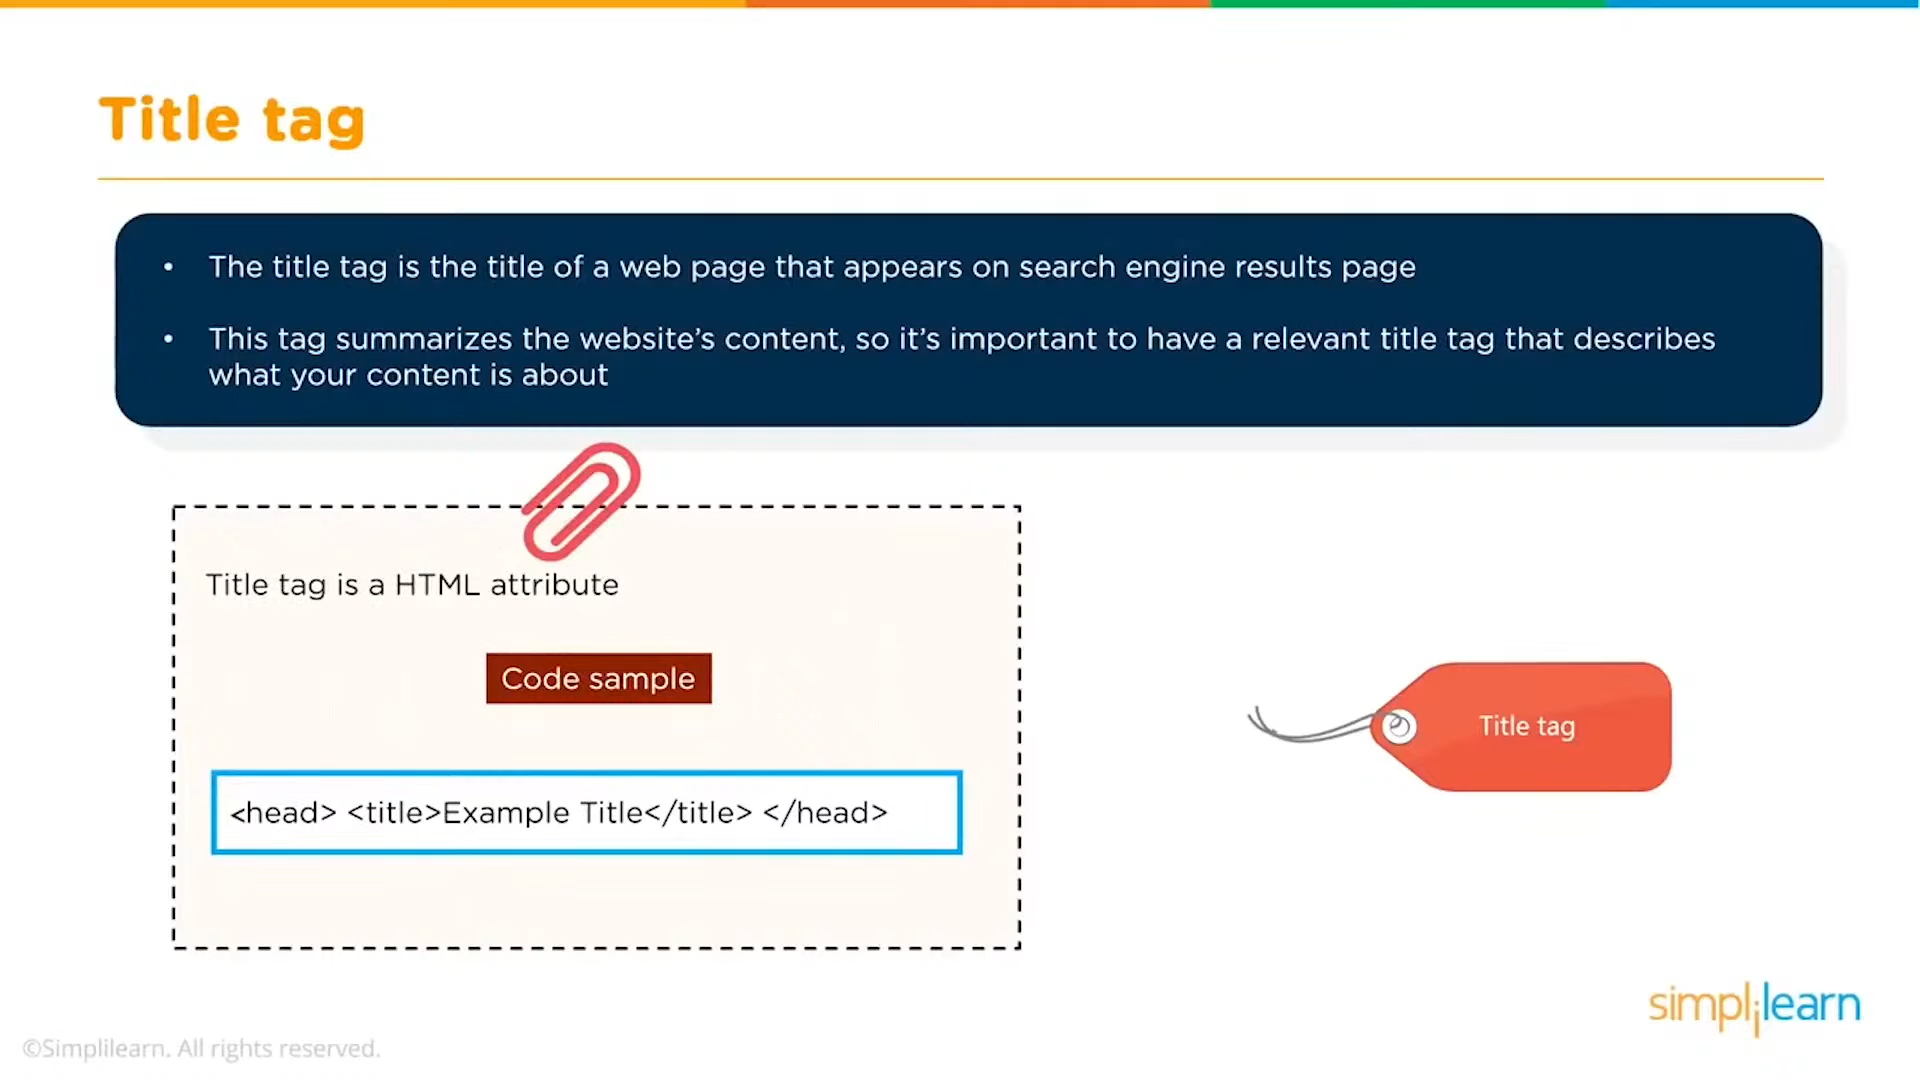 Title tag
• The title tag is the title of a web page that appears on search engine results page
• This tag summarizes the website’s content, so it’s important to have a relevant title tag that describes
what your content is about
Title tag is a HTML attribute
Code sample
<head> <title>Example Title</title> </head>
Title tag
simplilearn
©Simplilearn. All rights reserved.